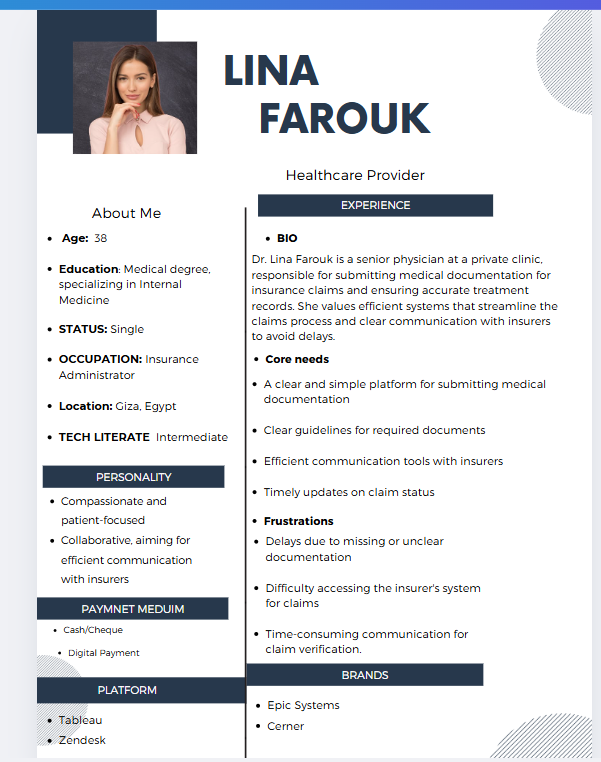 LINA
FAROUK
Healthcare Provider
About Me
Age: 38
Education: Medical degree,
specializing in Internal
Medicine
STATUS: Single
OCCUPATION: Insurance
Administrator
Location: Giza, Egypt
TECH LITERATE Intermediate
PERSONALITY
Compassionate and
patient-focused
Collaborative, aiming for
efficient communication
with insurers
PAYMNET MEDUIM
Cash/Cheque
Digital Payment
PLATFORM
Tableau
Zendesk
EXPERIENCE
BIO
Dr. Lina Farouk is a senior physician at a private clinic,
responsible for submitting medical documentation for
insurance claims and ensuring accurate treatment
records. She values efficient systems that streamline the
claims process and clear communication with insurers
to avoid delays.
Core needs
A clear and simple platform for submitting medical
documentation
Clear guidelines for required documents
Efficient communication tools with insurers
Timely updates on claim status
Frustrations
Delays due to missing or unclear
documentation
Difficulty accessing the insurer's system
for claims
Time-consuming communication for
claim verification.
BRANDS
Epic Systems
Cerner